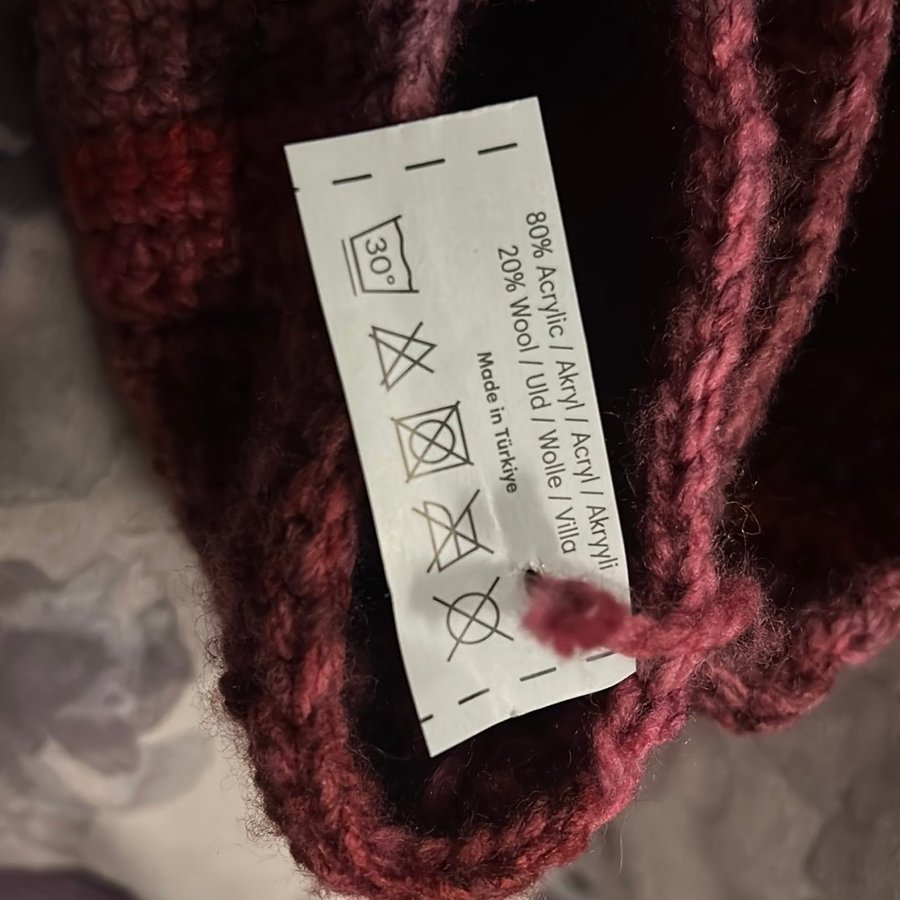 80% Acrylic / Akryl / Acryl / Akryyli
20% Wool / Uld / Wolle / Villa
Made in Türkiye
30°